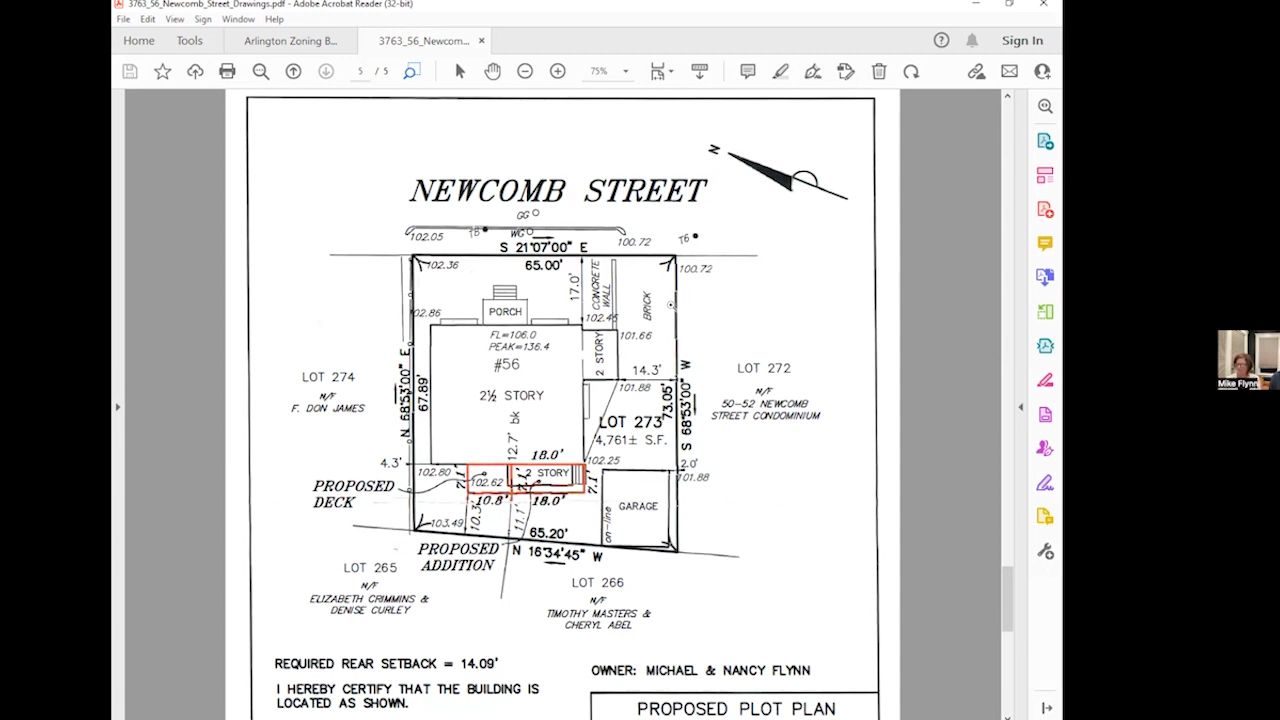 3763_56_Newcomb_Street_Drawings.pdf - Adobe Acrobat Reader (32-bit)
File Edit View Sign Window Help
Home Tools Arlington Zoning B... 3763_56_Newcom... × Sign In
5 / 5 75%
N
NEWCOMB STREET
GG
WG
102.05
100.72
76
S 21°07'00" E
65.00'
102.36
100.72
17.0'
CONCRETE
WALL
BRICK
102.86
PORCH
102.45
101.66
FL=106.0
PEAK=136.4
#56
2 STORY
14.3'
101.88
2½ STORY
LOT 274
N/F
F. DON JAMES
N 68°53'00" E
67.89'
LOT 272
N/F
50-52 NEWCOMB
STREET CONDOMINIUM
S 68°53'00" W
73.05'
LOT 273
4,761± S.F.
12.7' bk
18.0'
102.25
4.3'
102.80
7.1'
102.62
7.1'
2 STORY
7.1'
2.0'
101.88
PROPOSED
DECK
10.8'
18.0'
GARAGE
on-line
10.3'
11.1'
103.49
65.20'
N 16°34'45" W
PROPOSED
ADDITION
LOT 265
N/F
ELIZABETH CRIMMINS &
DENISE CURLEY
LOT 266
N/F
TIMOTHY MASTERS &
CHERYL ABEL
REQUIRED REAR SETBACK = 14.09'
I HEREBY CERTIFY THAT THE BUILDING IS
LOCATED AS SHOWN.
OWNER: MICHAEL & NANCY FLYNN
PROPOSED PLOT PLAN
Mike Flynn